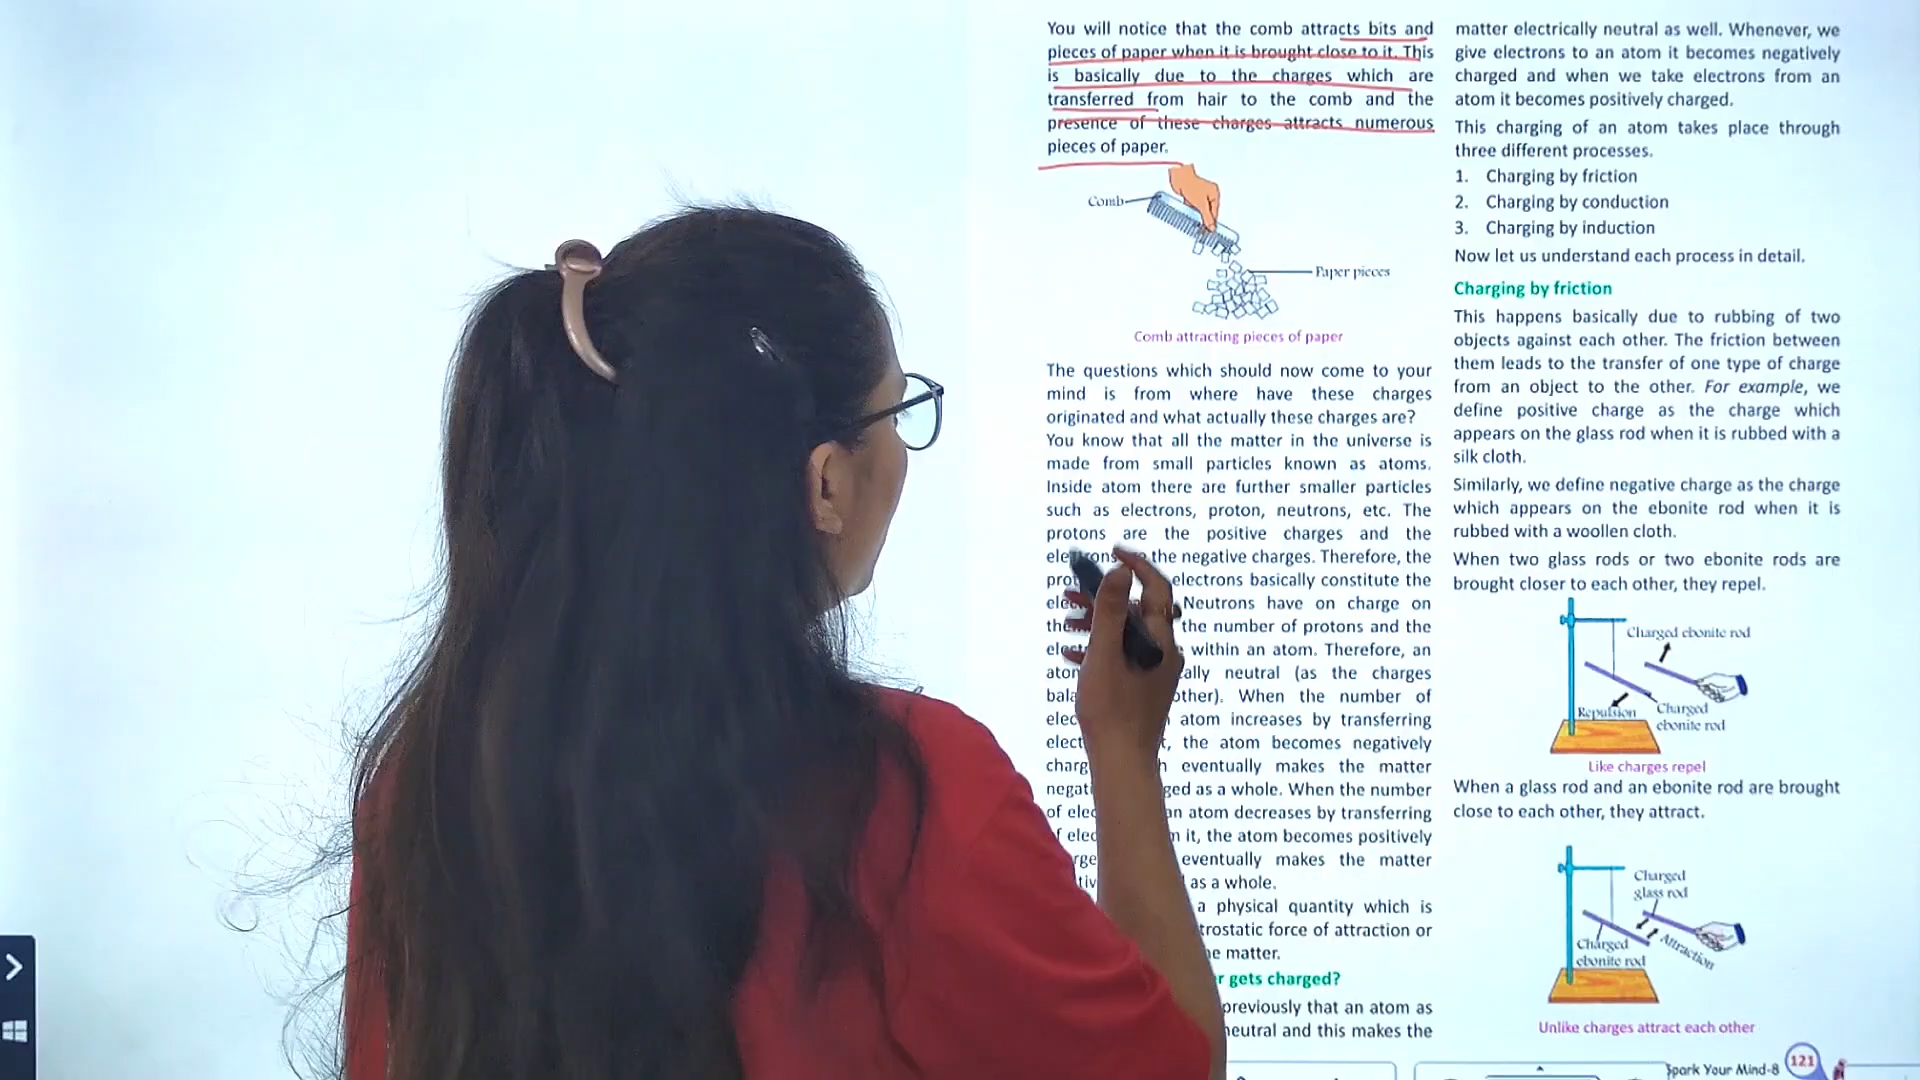 You will notice that the comb attracts bits and
pieces of paper when it is brought close to it. This
is basically due to the charges which are
transferred from hair to the comb and the
presence of these charges attracts numerous
pieces of paper.
Comb
Paper pieces
Comb attracting pieces of paper
The questions which should now come to your
mind is from where have these charges
originated and what actually these charges are?
You know that all the matter in the universe is
made from small particles known as atoms.
Inside atom there are further smaller particles
such as electrons, proton, neutrons, etc. The
protons are the positive charges and the
the negative charges. Therefore, the
electrons basically constitute the
Neutrons have on charge on
the number of protons and the
within an atom. Therefore, an
neutral (as the charges
other). When the number of
atom increases by transferring
the atom becomes negatively
eventually makes the matter
as a whole. When the number
of an atom decreases by transferring
it, the atom becomes positively
eventually makes the matter
as a whole.
a physical quantity which is
force of attraction or
matter.
gets charged?
previously that an atom as
neutral and this makes the
matter electrically neutral as well. Whenever, we
give electrons to an atom it becomes negatively
charged and when we take electrons from an
atom it becomes positively charged.
This charging of an atom takes place through
three different processes.
1. Charging by friction
2. Charging by conduction
3. Charging by induction
Now let us understand each process in detail.
Charging by friction
This happens basically due to rubbing of two
objects against each other. The friction between
them leads to the transfer of one type of charge
from an object to the other. For example, we
define positive charge as the charge which
appears on the glass rod when it is rubbed with a
silk cloth.
Similarly, we define negative charge as the charge
which appears on the ebonite rod when it is
rubbed with a woollen cloth.
When two glass rods or two ebonite rods are
brought closer to each other, they repel.
Charged ebonite rod
Repulsion
Charged
ebonite rod
Like charges repel
When a glass rod and an ebonite rod are brought
close to each other, they attract.
Charged
glass rod
Charged
ebonite rod
Attraction
Unlike charges attract each other
Spark Your Mind-8
121